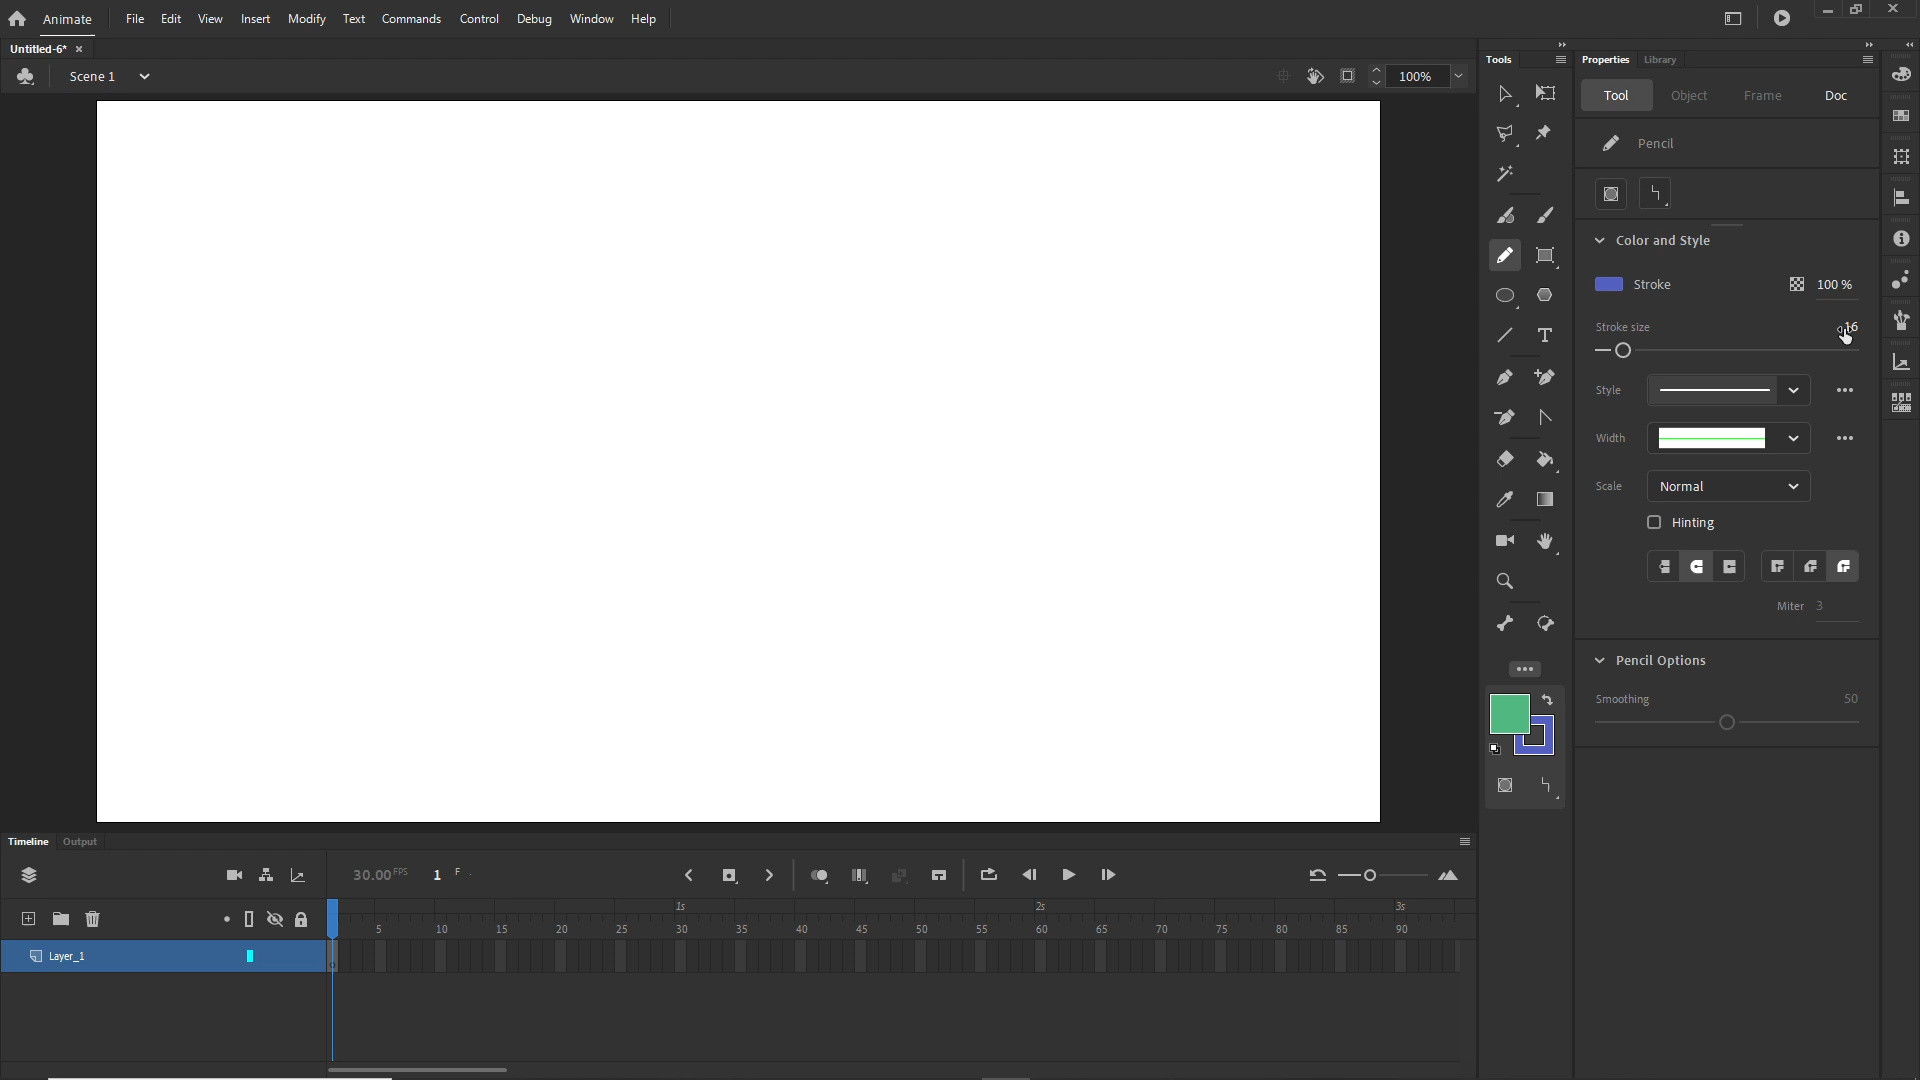 Animate File Edit View Insert Modify Text Commands Control Debug Window Help
Untitled-6*
Scene 1 100%
Tools
Properties Library
Tool Object Frame Doc
Pencil
Color and Style
Stroke 100 %
Stroke size 16
Style
Width
Scale Normal
Hinting
Miter 3
Pencil Options
Smoothing 50
Timeline Output
30.00 FPS 1 F
1s 2s 3s
5 10 15 20 25 30 35 40 45 50 55 60 65 70 75 80 85 90
Layer_1